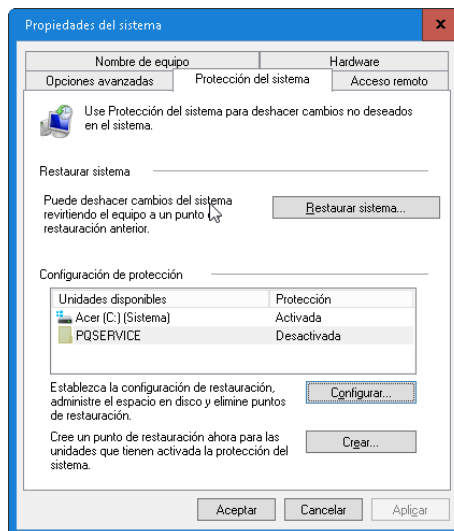 Propiedades del sistema
x
Nombre de equipo Hardware
Opciones avanzadas Protección del sistema Acceso remoto
Use Protección del sistema para deshacer cambios no deseados
en el sistema.
Restaurar sistema
Puede deshacer cambios del sistema
revirtiendo el equipo a un punto
restauración anterior.
Restaurar sistema...
Configuración de protección
Unidades disponibles Protección
Acer (C:) (Sistema) Activada
PQSERVICE Desactivada
Establezca la configuración de restauración,
administre el espacio en disco y elimine puntos
de restauración.
Configurar...
Cree un punto de restauración ahora para las
unidades que tienen activada la protección del
sistema.
Crear...
Aceptar Cancelar Aplicar